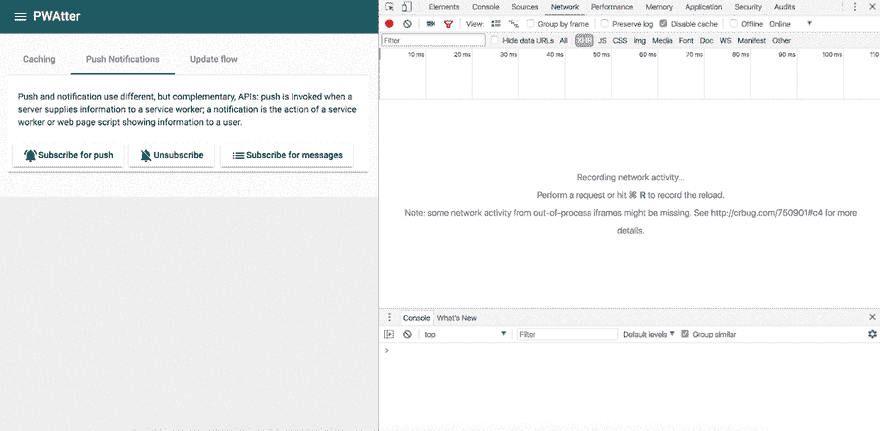 PWAtter
Caching Push Notifications Update flow
Push and notification use different, but complementary, APIs: push is invoked when a
server supplies information to a service worker; a notification is the action of a service
worker or web page script showing information to a user.
Subscribe for push Unsubscribe Subscribe for messages
Elements Console Sources Network Performance Memory Application Security Audits
View: Group by frame Preserve log Disable cache Offline Online
Filter Hide data URLs All XHR JS CSS Img Media Font Doc WS Manifest Other
10 ms 20 ms 30 ms 40 ms 50 ms 60 ms 70 ms 80 ms 90 ms 100 ms 110
Recording network activity...
Perform a request or hit ⌘ R to record the reload.
Note: some network activity from out-of-process iframes might be missing. See http://crbug.com/750901#c4 for more
details.
Console What's New
top Filter Default levels Group similar
>